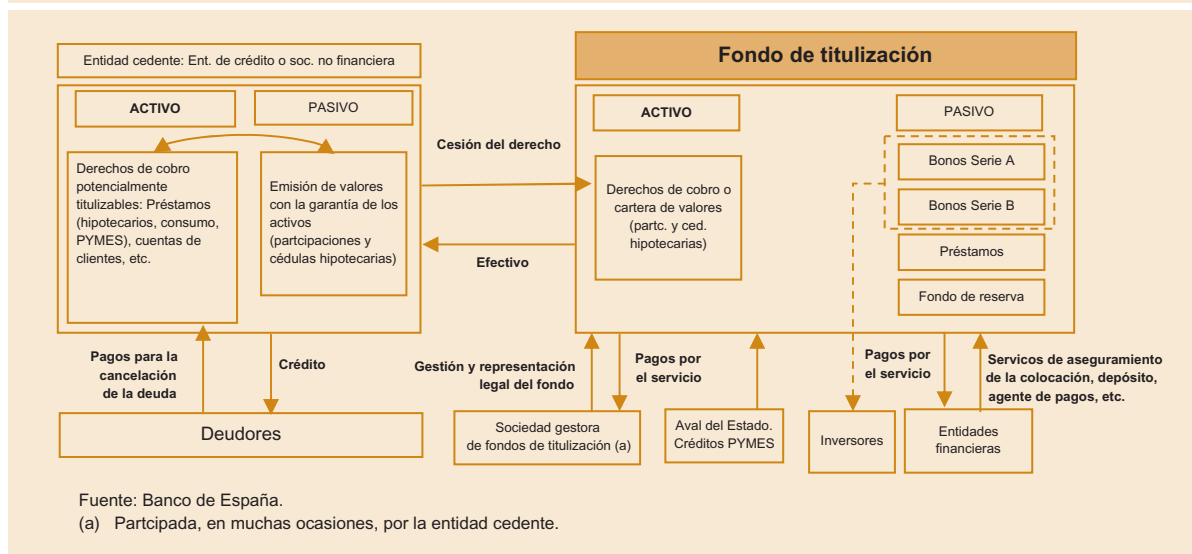 Entidad cedente: Ent. de crédito o soc. no financiera
ACTIVO
PASIVO
Derechos de cobro
potencialmente
titulizables: Préstamos
(hipotecarios, consumo,
PYMES), cuentas de
clientes, etc.
Emisión de valores
con la garantía de los
activos
(partcipaciones y
cédulas hipotecarias)
Cesión del derecho
Efectivo
Fondo de titulización
ACTIVO
PASIVO
Derechos de cobro o
cartera de valores
(partc. y ced.
hipotecarias)
Bonos Serie A
Bonos Serie B
Préstamos
Fondo de reserva
Pagos para la
cancelación
de la deuda
Crédito
Gestión y representación
legal del fondo
Pagos por
el servicio
Pagos por
el servicio
Servicos de aseguramiento
de la colocación, depósito,
agente de pagos, etc.
Deudores
Sociedad gestora
de fondos de titulización (a)
Aval del Estado.
Créditos PYMES
Inversores
Entidades
financieras
Fuente: Banco de España.
(a) Partcipada, en muchas ocasiones, por la entidad cedente.